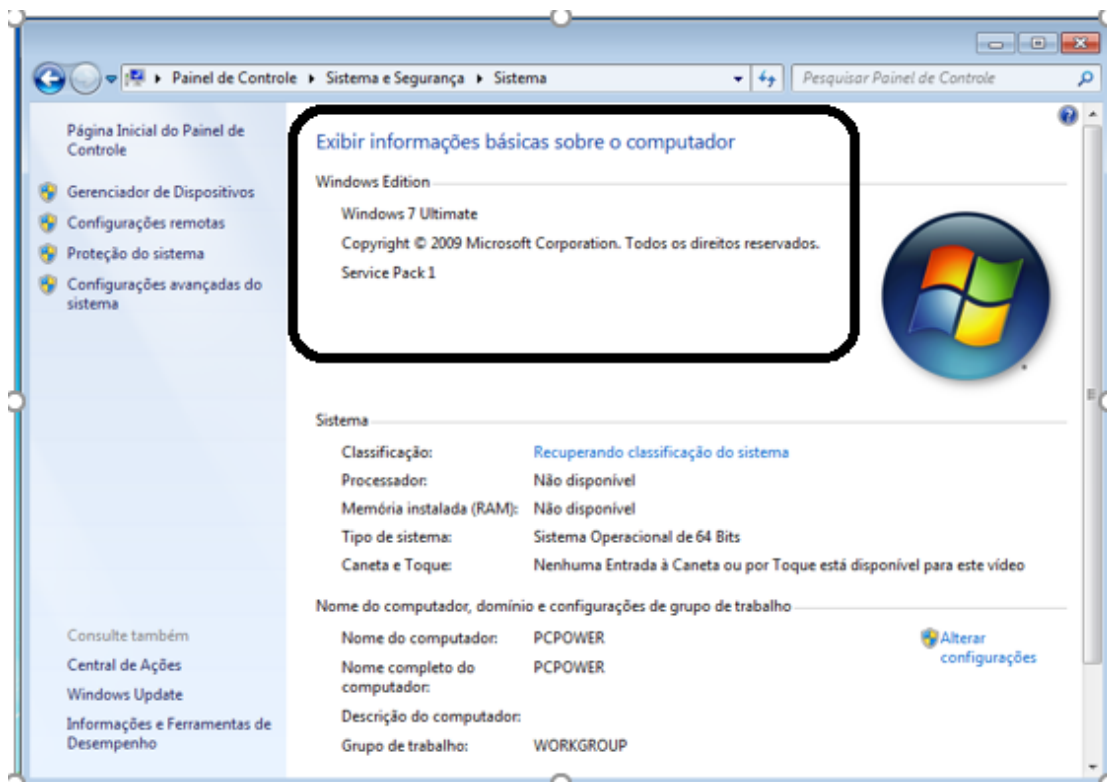 Painel de Controle ▸ Sistema e Segurança ▸ Sistema
Pesquisar Painel de Controle
Página Inicial do Painel de
Controle
Gerenciador de Dispositivos
Configurações remotas
Proteção do sistema
Configurações avançadas do
sistema
Consulte também
Central de Ações
Windows Update
Informações e Ferramentas de
Desempenho
Exibir informações básicas sobre o computador
Windows Edition
Windows 7 Ultimate
Copyright © 2009 Microsoft Corporation. Todos os direitos reservados.
Service Pack 1
Sistema
Classificação: Recuperando classificação do sistema
Processador: Não disponível
Memória instalada (RAM): Não disponível
Tipo de sistema: Sistema Operacional de 64 Bits
Caneta e Toque: Nenhuma Entrada à Caneta ou por Toque está disponível para este vídeo
Nome do computador, domínio e configurações de grupo de trabalho
Nome do computador: PCPOWER
Alterar
configurações
Nome completo do
computador: PCPOWER
Descrição do computador:
Grupo de trabalho: WORKGROUP